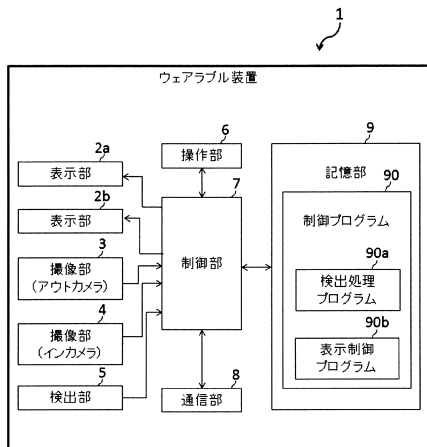 1
ウェアラブル装置
2a
表示部
2b
表示部
3
撮像部
(アウトカメラ)
4
撮像部
(インカメラ)
5
検出部
6
操作部
7
制御部
8
通信部
9
記憶部
90
制御プログラム
90a
検出処理
プログラム
90b
表示制御
プログラム